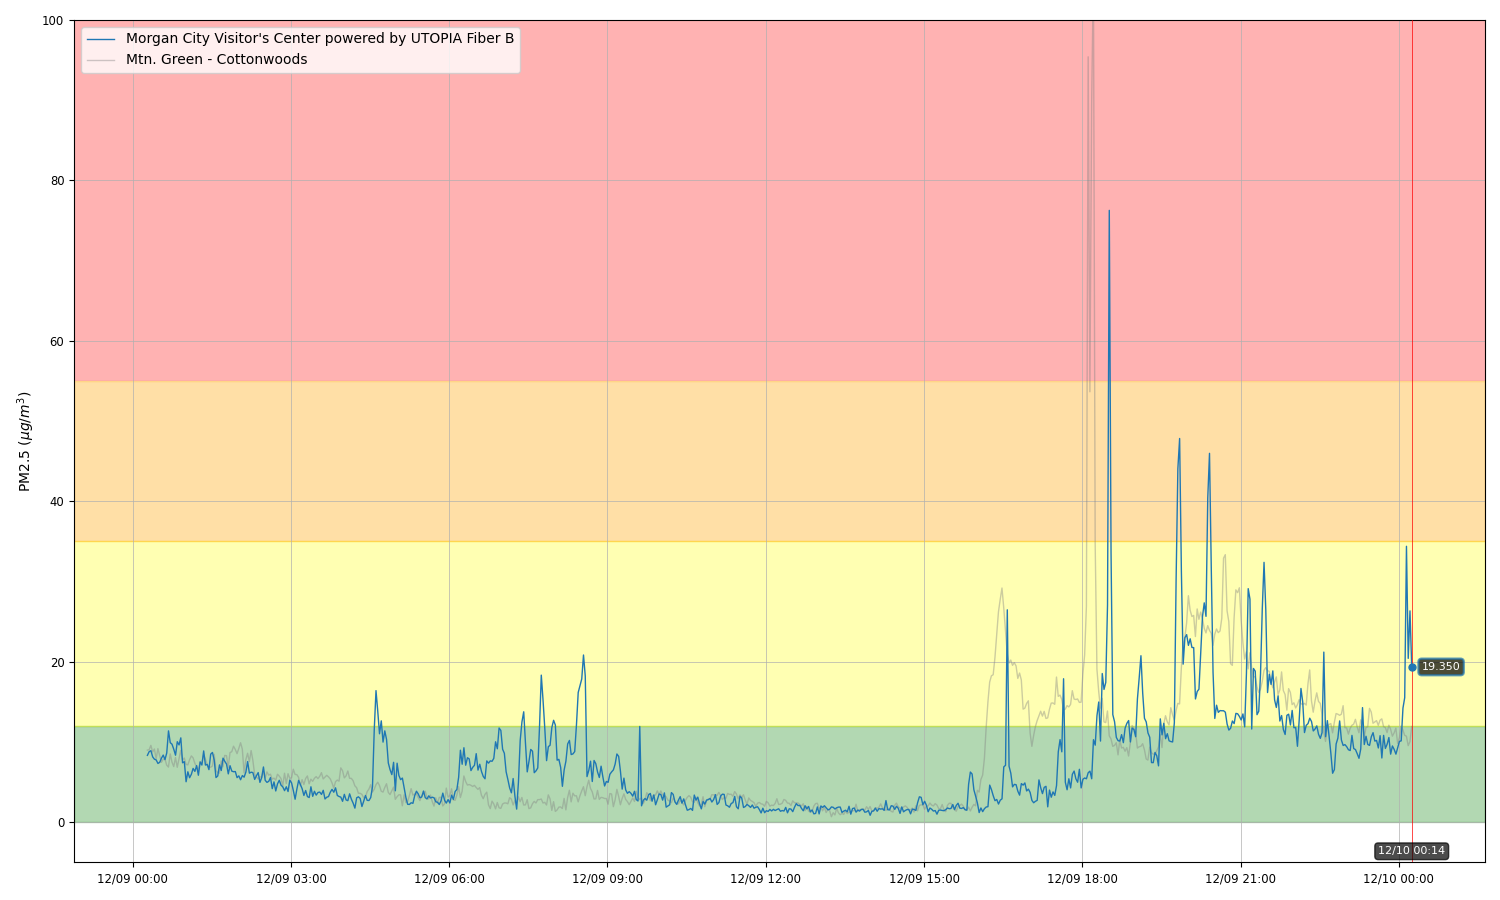 100
Morgan City Visitor's Center powered by UTOPIA Fiber B
Mtn. Green - Cottonwoods
80
60
40
20
0
PM2.5 (μg/m³)
19.350
12/10 00:14
12/09 00:00 12/09 03:00 12/09 06:00 12/09 09:00 12/09 12:00 12/09 15:00 12/09 18:00 12/09 21:00 12/10 00:00